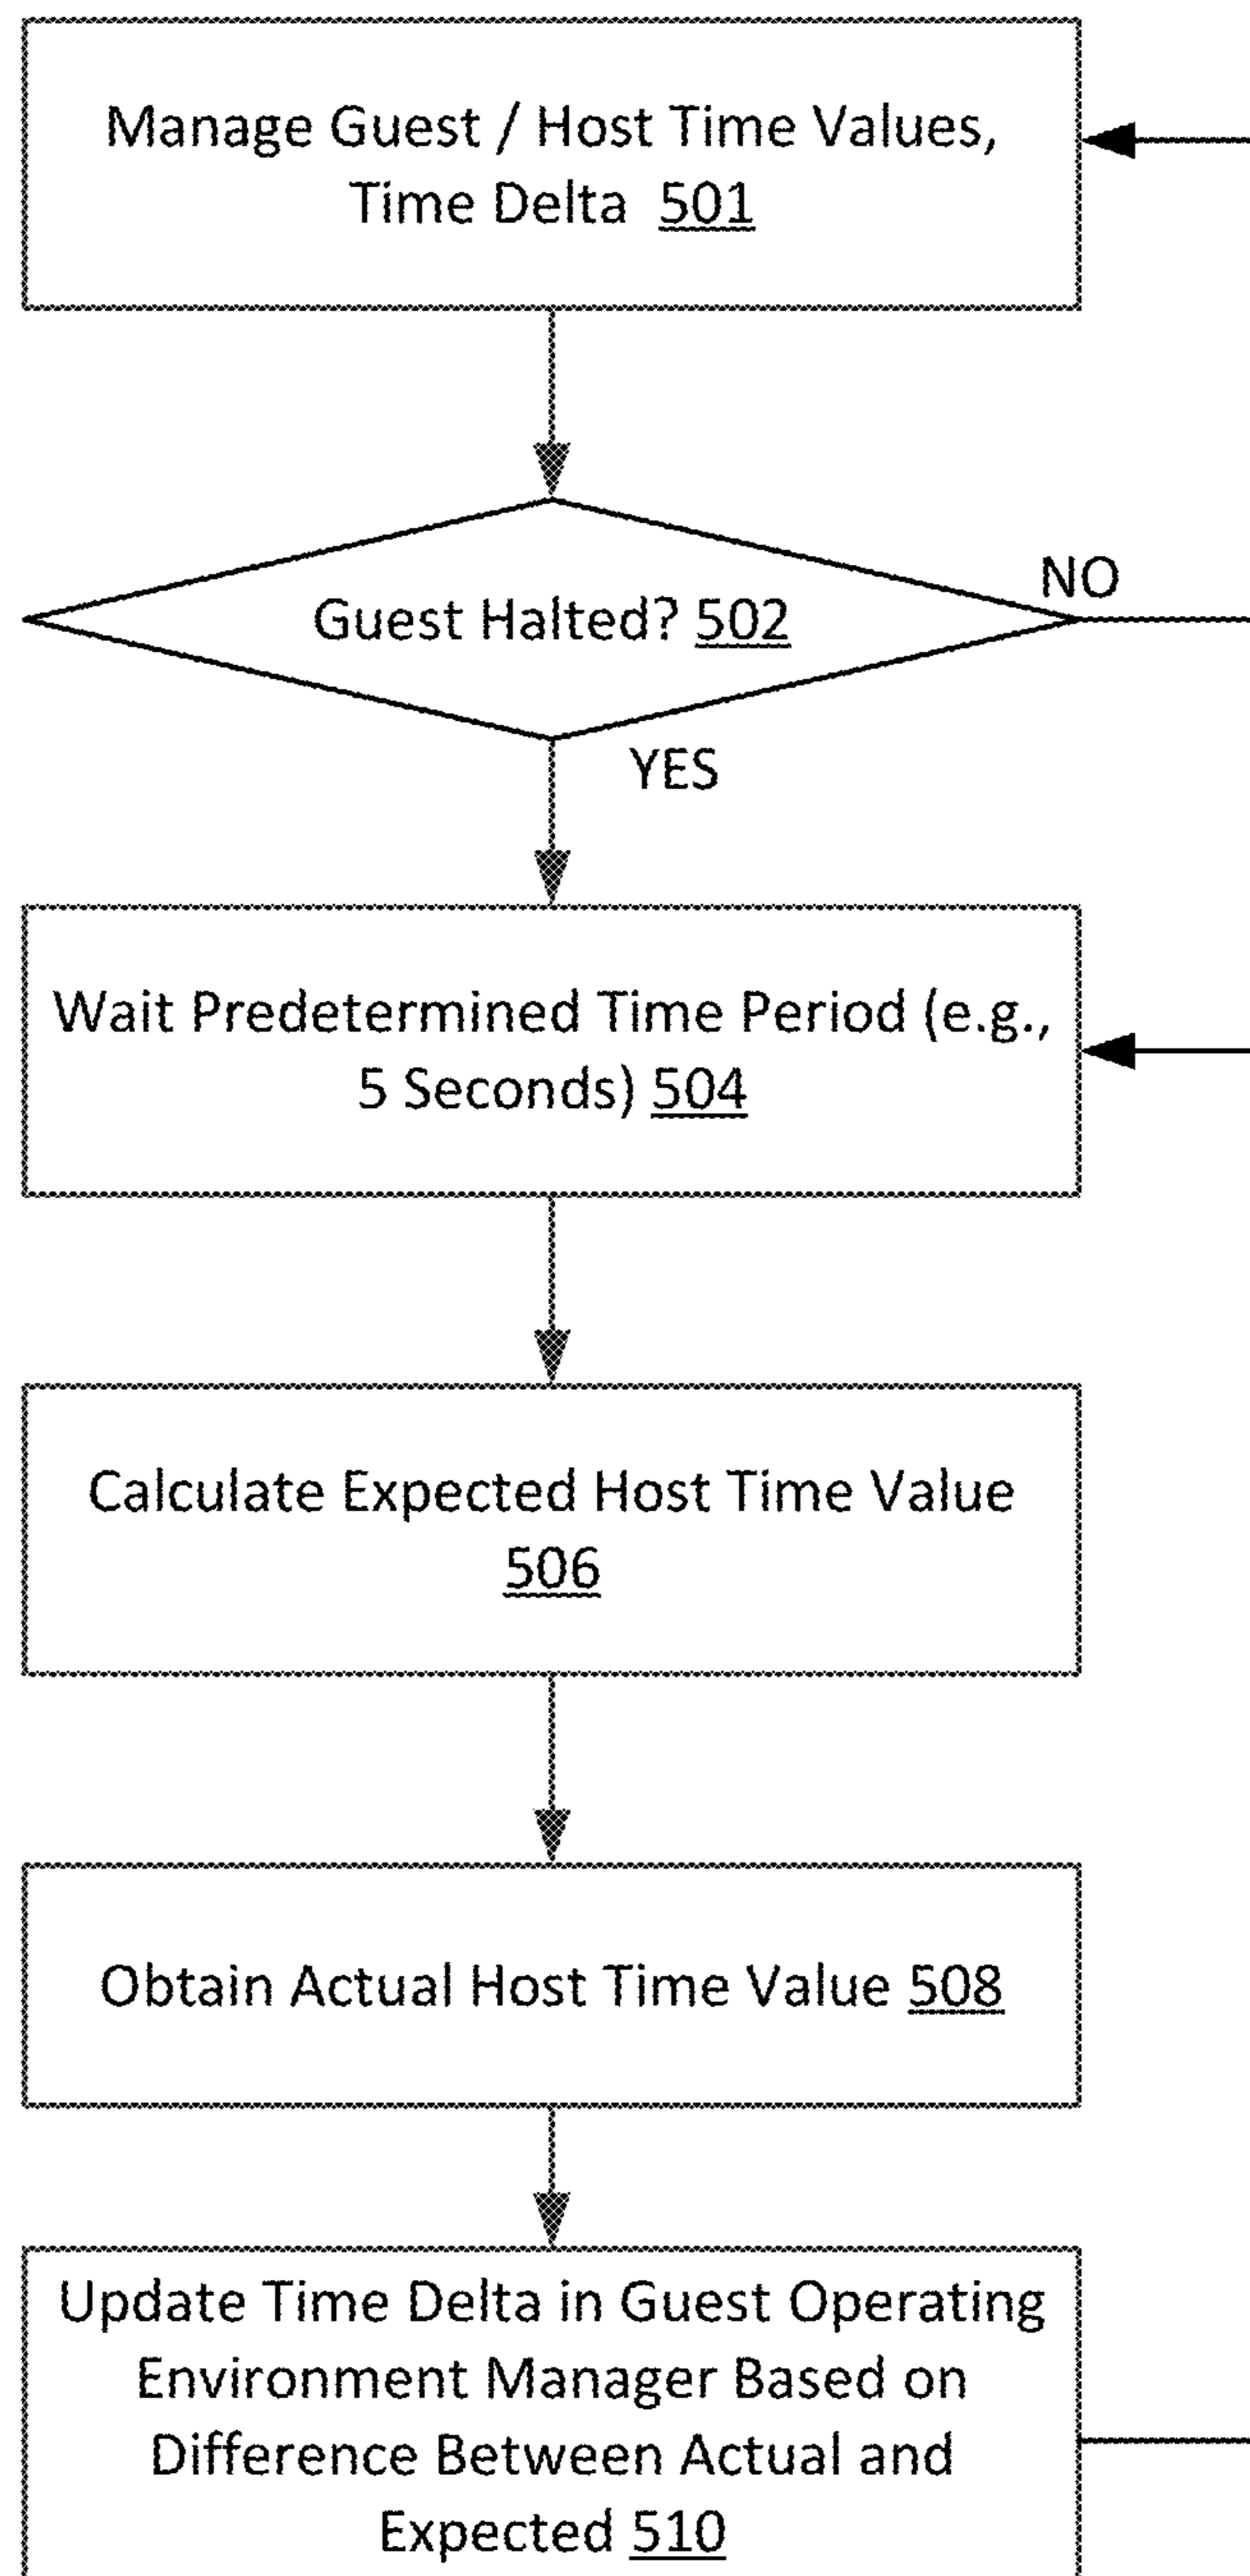 Manage Guest / Host Time Values,
Time Delta 501
Guest Halted? 502
NO
YES
Wait Predetermined Time Period (e.g.,
5 Seconds) 504
Calculate Expected Host Time Value
506
Obtain Actual Host Time Value 508
Update Time Delta in Guest Operating
Environment Manager Based on
Difference Between Actual and
Expected 510